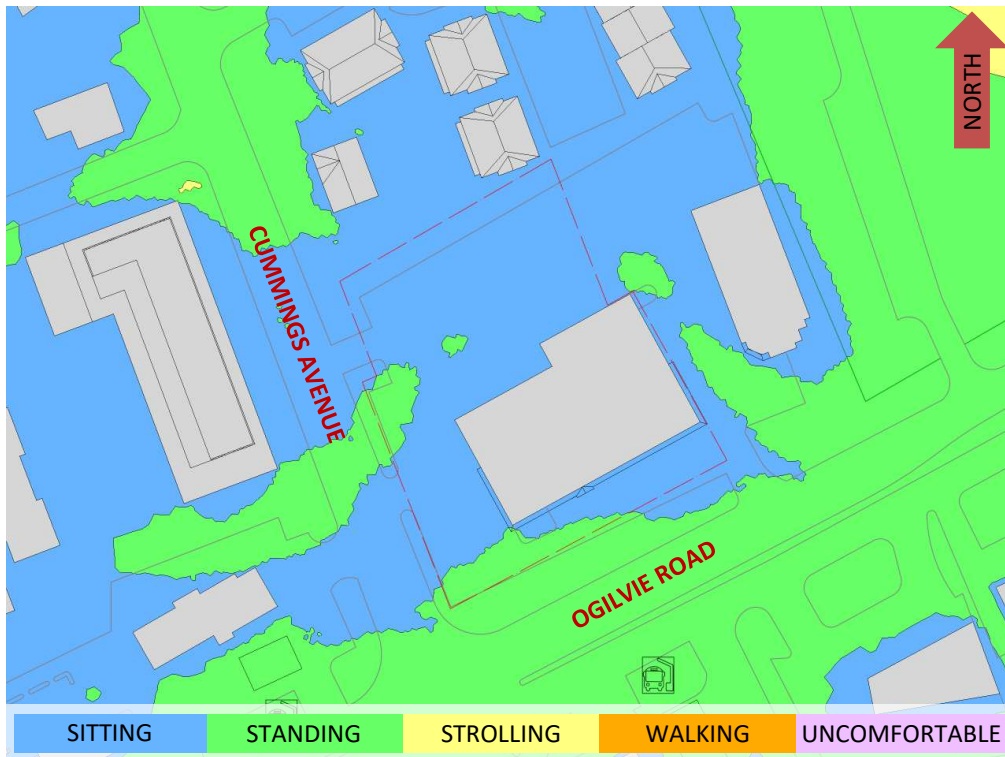 NORTH
CUMMINGS AVENUE
OGILVIE ROAD
SITTING
STANDING
STROLLING
WALKING
UNCOMFORTABLE